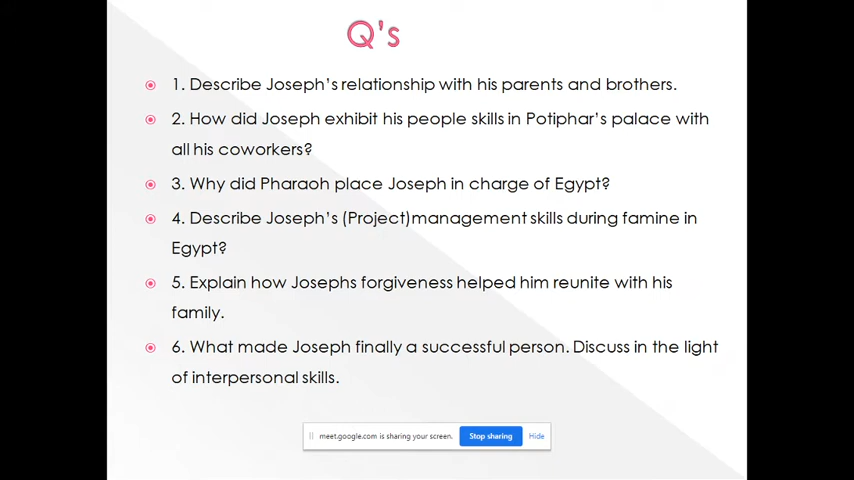 Q's
1. Describe Joseph's relationship with his parents and brothers.
2. How did Joseph exhibit his people skills in Potiphar's palace with
all his coworkers?
3. Why did Pharaoh place Joseph in charge of Egypt?
4. Describe Joseph's (Project)management skills during famine in
Egypt?
5. Explain how Josephs forgiveness helped him reunite with his
family.
6. What made Joseph finally a successful person. Discuss in the light
of interpersonal skills.
meet.google.com is sharing your screen. Stop sharing Hide